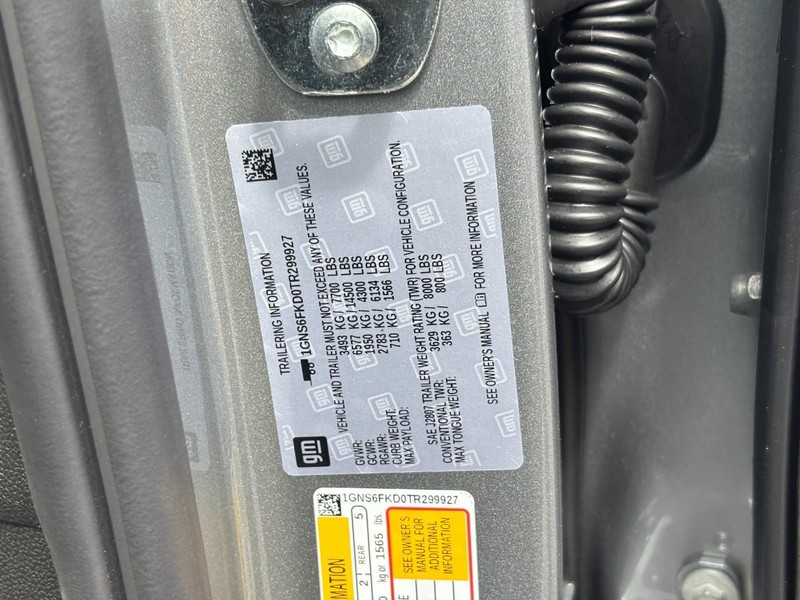 TRAILERING INFORMATION
1GNS6FKD0TR299927
VEHICLE AND TRAILER MUST NOT EXCEED ANY OF THESE VALUES.
GVWR: 3493 KG / 7700 LBS
GCWR: 6577 KG / 14500 LBS
RGAWR: 1950 KG / 4300 LBS
CURB WEIGHT: 2783 KG / 6134 LBS
MAX PAYLOAD: 710 KG / 1566 LBS
SAE J2807 TRAILER WEIGHT RATING (TWR) FOR VEHICLE CONFIGURATION.
CONVENTIONAL TWR: 3629 KG / 8000 LBS
MAX TONGUE WEIGHT: 363 KG / 800 LBS
SEE OWNER'S MANUAL FOR MORE INFORMATION
gm
1GNS6FKD0TR299927
MATION
2 REAR 5
kg or 1565 lbs.
SEE OWNER'S
MANUAL FOR
ADDITIONAL
INFORMATION